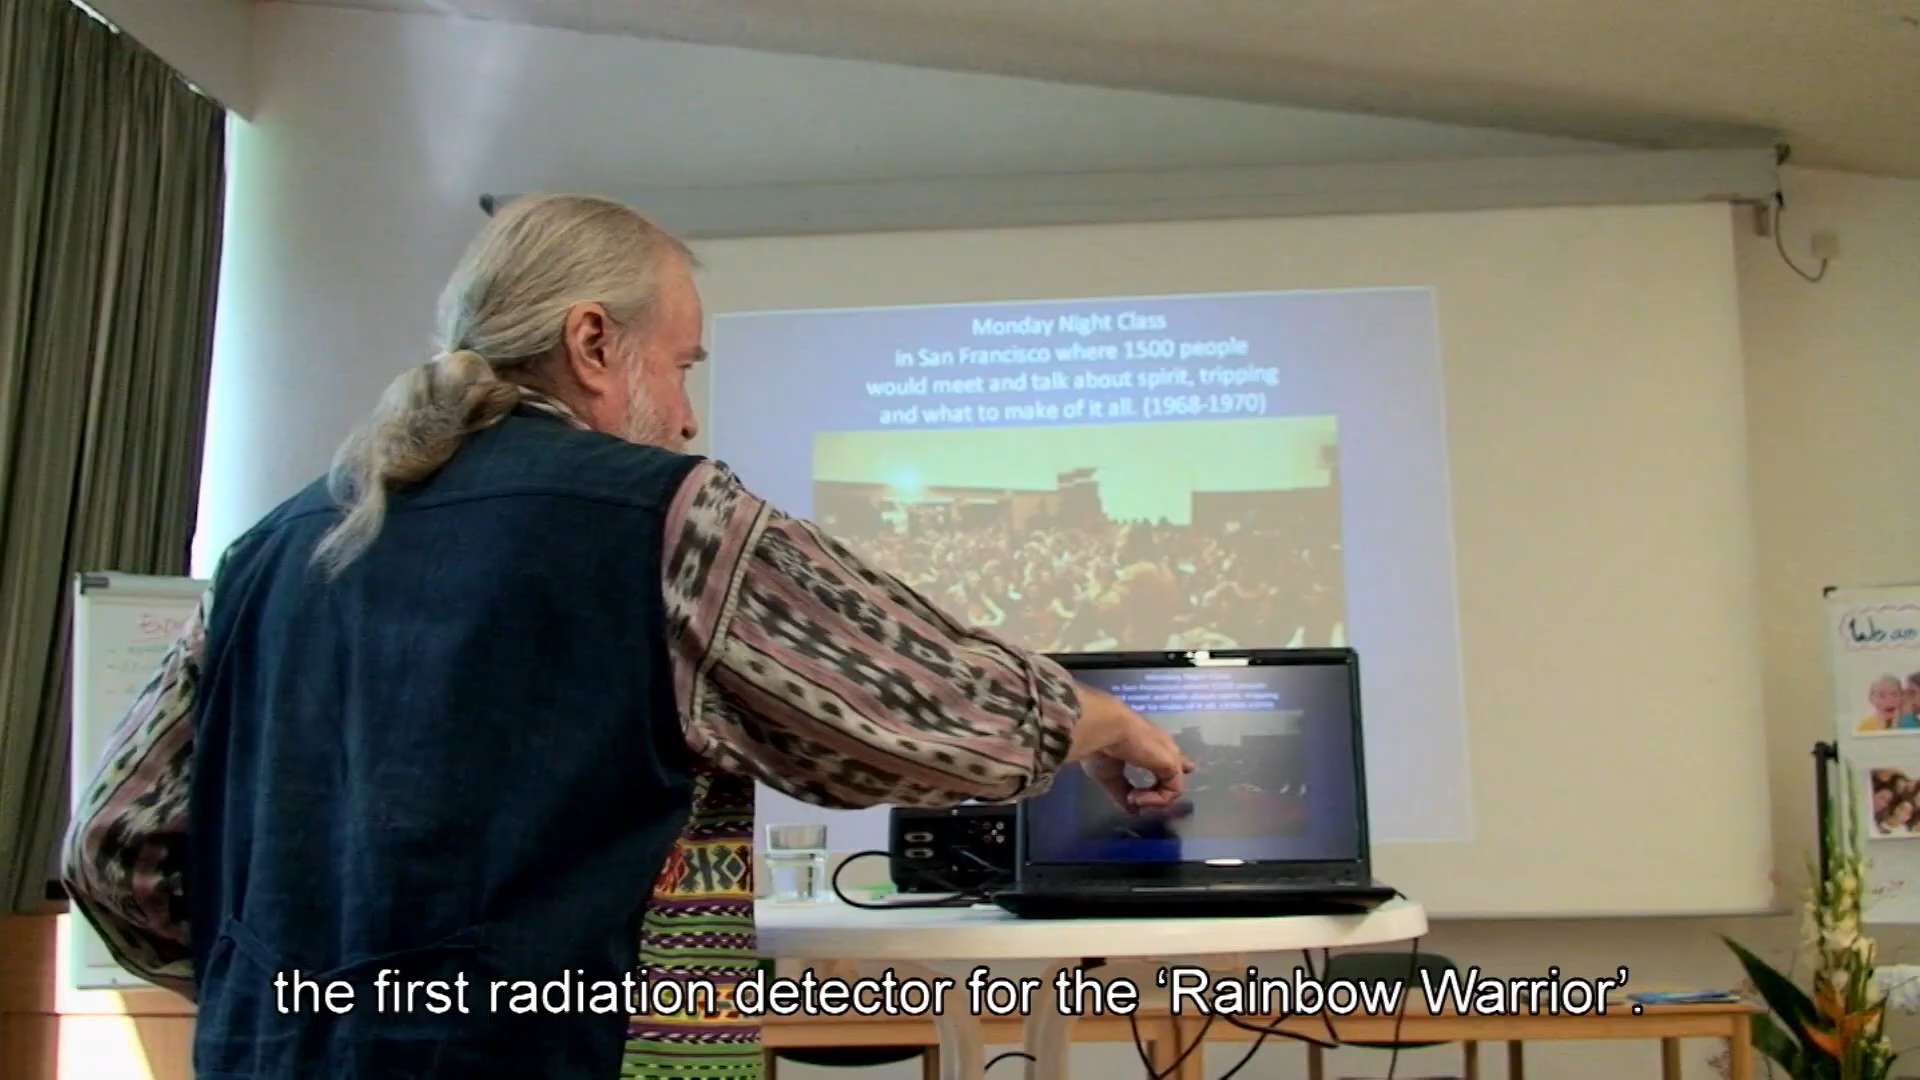 Monday Night Class
in San Francisco where 1500 people
would meet and talk about spirit, tripping
and what to make of it all. (1968-1970)
the first radiation detector for the ‘Rainbow Warrior’.